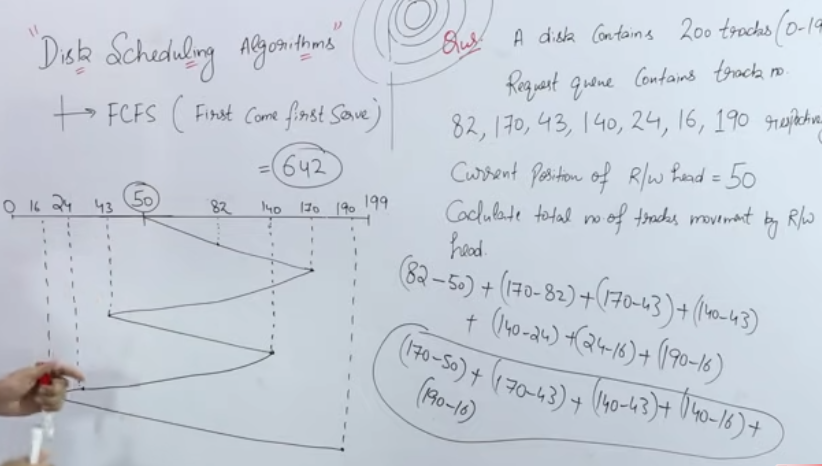 "Disk Scheduling Algorithms"
→ FCFS (First Come first Serve)
= 642
0 16 24 43 50 82 140 170 190 199
Ques. A disk Contains 200 tracks (0-19
Request queue Contains track no.
82, 170, 43, 140, 24, 16, 190
Current Position of R/w head = 50
Calculate total no of tracks movement by R/w
head.
(82-50) + (170-82) + (170-43) + (140-43)
+ (140-24) + (24-16) + (190-16)
(170-50) + (170-43) + (140-43) + (140-16) +
(190-16)